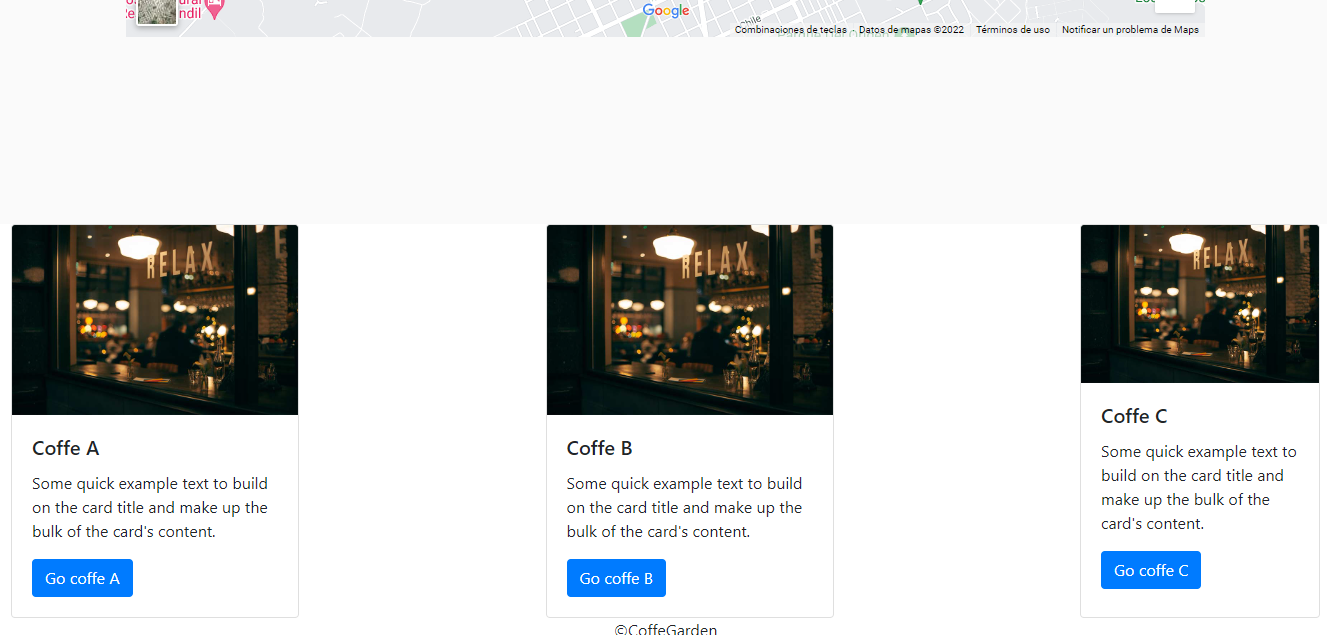 ndil
Google
Chile
Combinaciones de teclas
Datos de mapas ©2022
Términos de uso
Notificar un problema de Maps
RELAX
E
RELAX
E
RELAX
E
Coffe A
Some quick example text to build
on the card title and make up the
bulk of the card's content.
Go coffe A
Coffe B
Some quick example text to build
on the card title and make up the
bulk of the card's content.
Go coffe B
Coffe C
Some quick example text to
build on the card title and
make up the bulk of the
card's content.
Go coffe C
©CoffeGarden